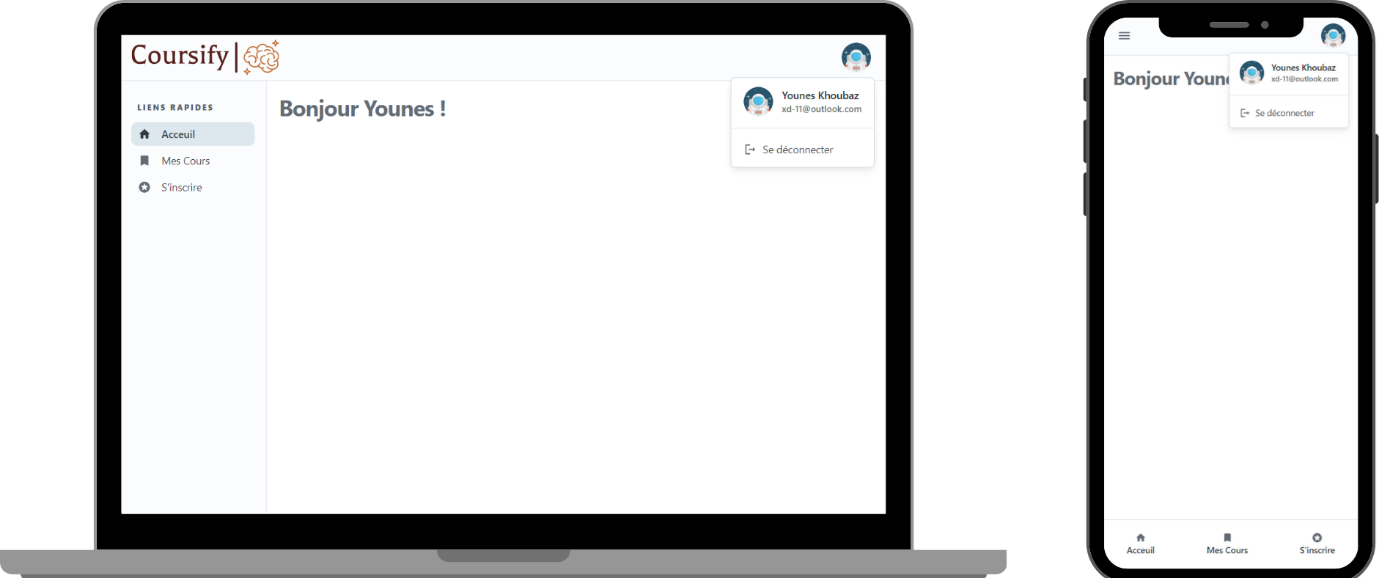 Coursify
Younes Khoubaz
xd-11@outlook.com
Se déconnecter
LIENS RAPIDES
Acceuil
Mes Cours
S'inscrire
Bonjour Younes !
Bonjour Youne
Younes Khoubaz
xd-11@outlook.com
Se déconnecter
Acceuil
Mes Cours
S'inscrire